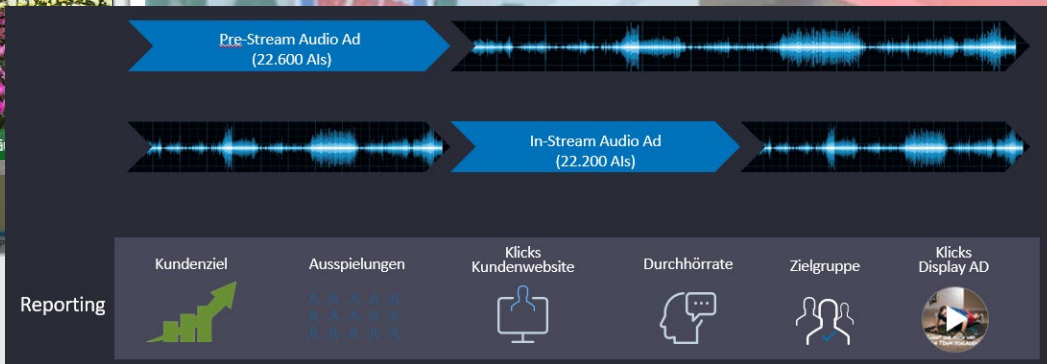 Pre-Stream Audio Ad
(22.600 AIs)
In-Stream Audio Ad
(22.200 AIs)
Reporting
Kundenziel
Ausspielungen
Klicks
Kundenwebsite
Durchhörrate
Zielgruppe
Klicks
Display AD